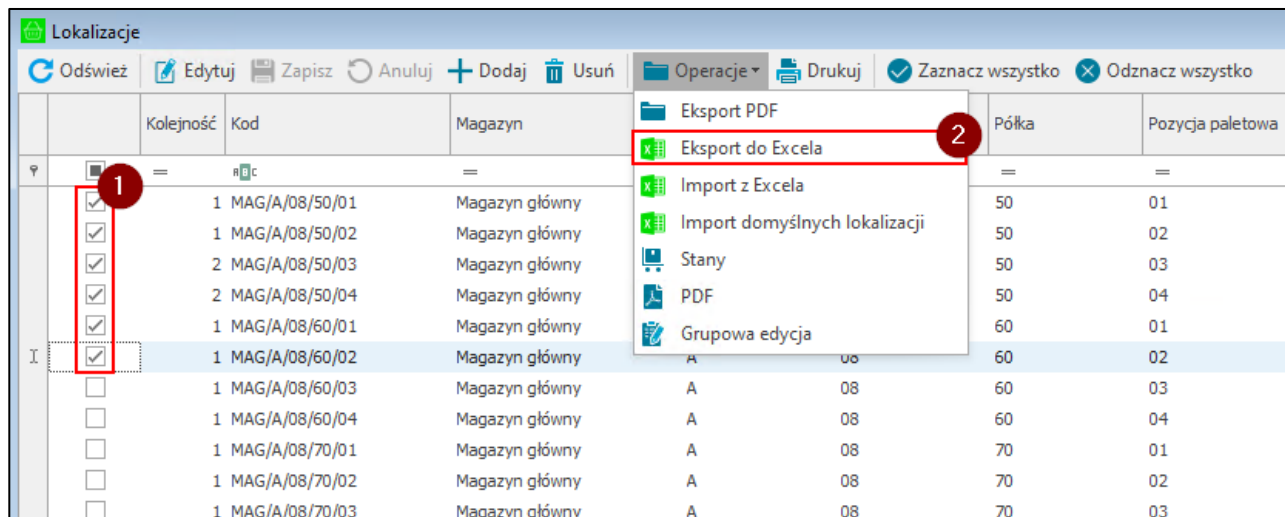 Lokalizacje
Odśwież Edytuj Zapisz Anuluj Dodaj Usuń Operacje Drukuj Zaznacz wszystko Odznacz wszystko
Kolejność Kod Magazyn Półka Pozycja paletowa
Eksport PDF
Eksport do Excela
2
Import z Excela
Import domyślnych lokalizacji
Stany
PDF
Grupowa edycja
= ABC = = =
1
1 MAG/A/08/50/01 Magazyn główny 50 01
1 MAG/A/08/50/02 Magazyn główny 50 02
2 MAG/A/08/50/03 Magazyn główny 50 03
2 MAG/A/08/50/04 Magazyn główny 50 04
1 MAG/A/08/60/01 Magazyn główny 60 01
1 MAG/A/08/60/02 Magazyn główny A 08 60 02
1 MAG/A/08/60/03 Magazyn główny A 08 60 03
1 MAG/A/08/60/04 Magazyn główny A 08 60 04
1 MAG/A/08/70/01 Magazyn główny A 08 70 01
1 MAG/A/08/70/02 Magazyn główny A 08 70 02
1 MAG/A/08/70/03 Magazyn główny A 08 70 03